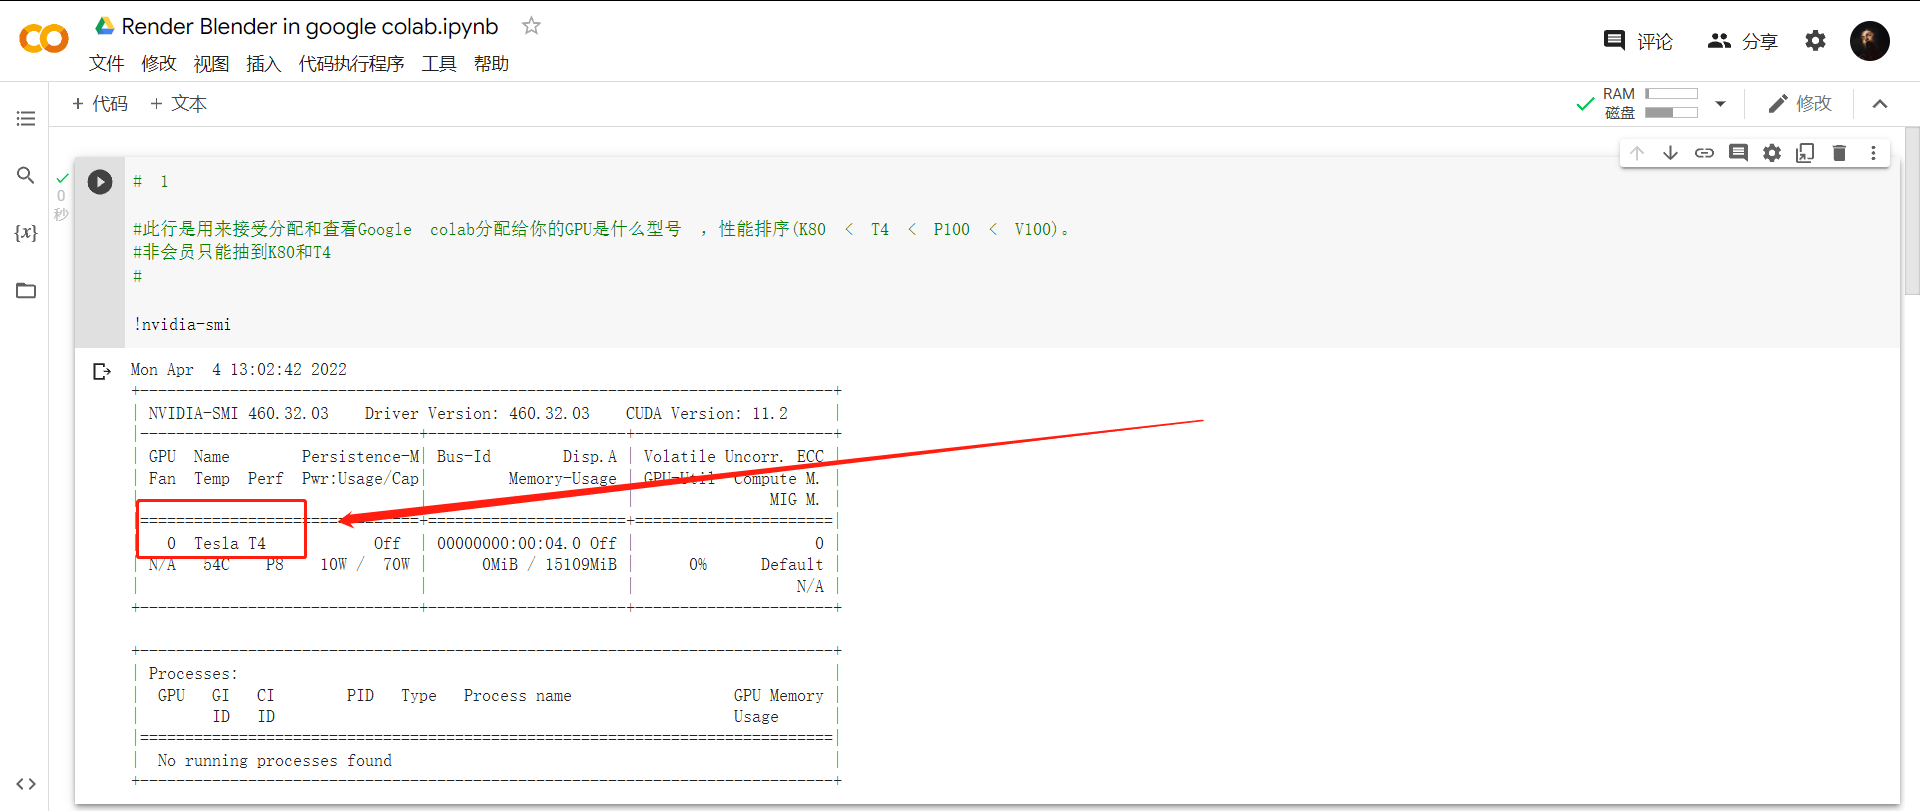 Render Blender in google colab.ipynb
文件 修改 视图 插入 代码执行程序 工具 帮助
评论 分享
+ 代码 + 文本
RAM
磁盘
修改
0
秒
{x}
# 1
#此行是用来接受分配和查看Google colab分配给你的GPU是什么型号 ，性能排序(K80 < T4 < P100 < V100)。
#非会员只能抽到K80和T4
#
!nvidia-smi
Mon Apr 4 13:02:42 2022
NVIDIA-SMI 460.32.03 Driver Version: 460.32.03 CUDA Version: 11.2
GPU Name Persistence-M| Bus-Id Disp.A | Volatile Uncorr. ECC
Fan Temp Perf Pwr:Usage/Cap| Memory-Usage | GPU-Util Compute M.
MIG M.
0 Tesla T4 Off | 00000000:00:04.0 Off | 0
N/A 54C P8 10W / 70W | 0MiB / 15109MiB | 0% Default
N/A
Processes:
GPU GI CI PID Type Process name GPU Memory
ID ID Usage
No running processes found